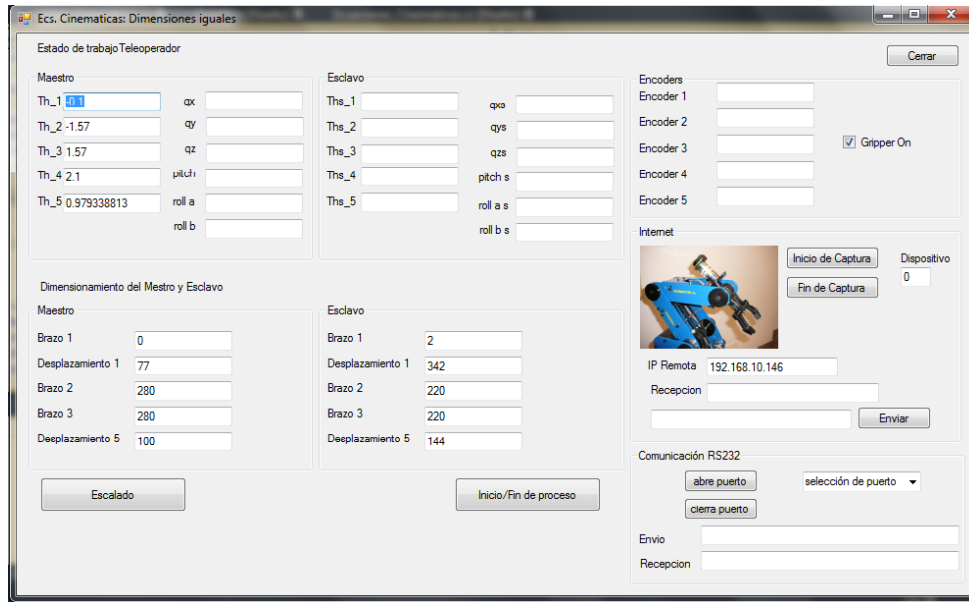 Ecs. Cinematicas: Dimensiones iguales
Estado de trabajo Teleoperador
Cerrar
Maestro
Th_1 -0.1 qx
Th_2 -1.57 qy
Th_3 1.57 qz
Th_4 2.1 pitch
Th_5 0.979338813 roll a
roll b
Esclavo
Ths_1 qxs
Ths_2 qys
Ths_3 qzs
Ths_4 pitch s
Ths_5 roll a s
roll b s
Encoders
Encoder 1
Encoder 2
Encoder 3
Encoder 4
Encoder 5
Gripper On
Internet
Inicio de Captura
Fin de Captura
Dispositivo
0
IP Remota 192.168.10.146
Recepcion
Enviar
Dimensionamiento del Mestro y Esclavo
Maestro
Brazo 1 0
Desplazamiento 1 77
Brazo 2 280
Brazo 3 280
Desplazamiento 5 100
Esclavo
Brazo 1 2
Desplazamiento 1 342
Brazo 2 220
Brazo 3 220
Desplazamiento 5 144
Escalado
Inicio/Fin de proceso
Comunicación RS232
abre puerto
selección de puerto
cierra puerto
Envio
Recepcion